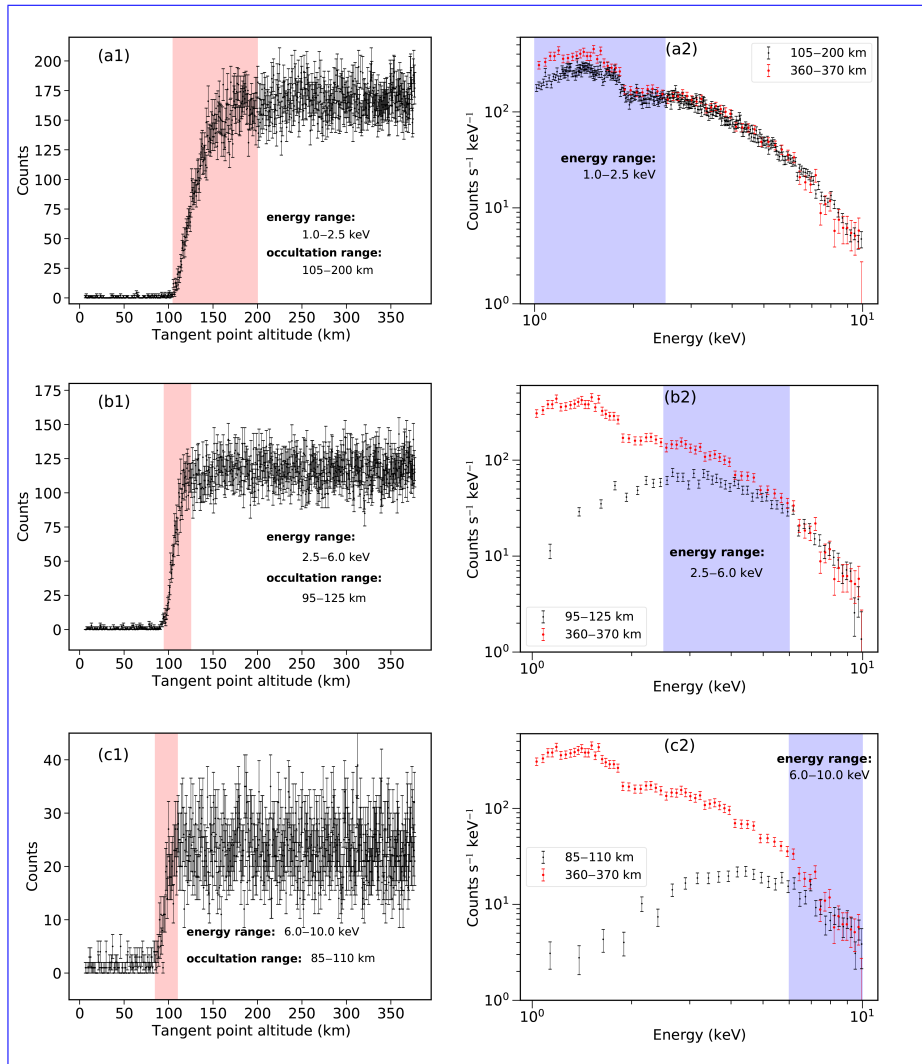 (a1)
200
175
150
125
100
75
50
25
0
Counts
energy range:
1.0−2.5 keV
occultation range:
105−200 km
0 50 100 150 200 250 300 350
Tangent point altitude (km)
(a2)
105−200 km
360−370 km
energy range:
1.0−2.5 keV
10²
10¹
10⁰
Counts s⁻¹ keV⁻¹
10⁰ 10¹
Energy (keV)
(b1)
175
150
125
100
75
50
25
0
Counts
energy range:
2.5−6.0 keV
occultation range:
95−125 km
0 50 100 150 200 250 300 350
Tangent point altitude (km)
(b2)
10²
10¹
10⁰
Counts s⁻¹ keV⁻¹
energy range:
2.5−6.0 keV
95−125 km
360−370 km
10⁰ 10¹
Energy (keV)
(c1)
40
30
20
10
0
Counts
energy range: 6.0−10.0 keV
occultation range: 85−110 km
0 50 100 150 200 250 300 350
Tangent point altitude (km)
(c2)
energy range:
6.0−10.0 keV
10²
10¹
10⁰
Counts s⁻¹ keV⁻¹
85−110 km
360−370 km
10⁰ 10¹
Energy (keV)